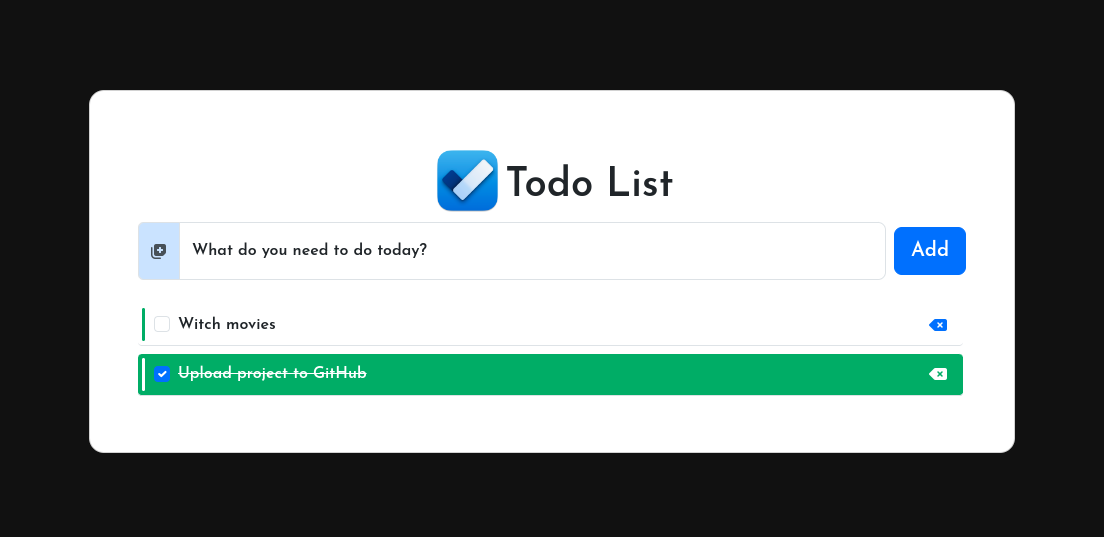 Todo List
What do you need to do today?
Add
Witch movies
Upload project to GitHub